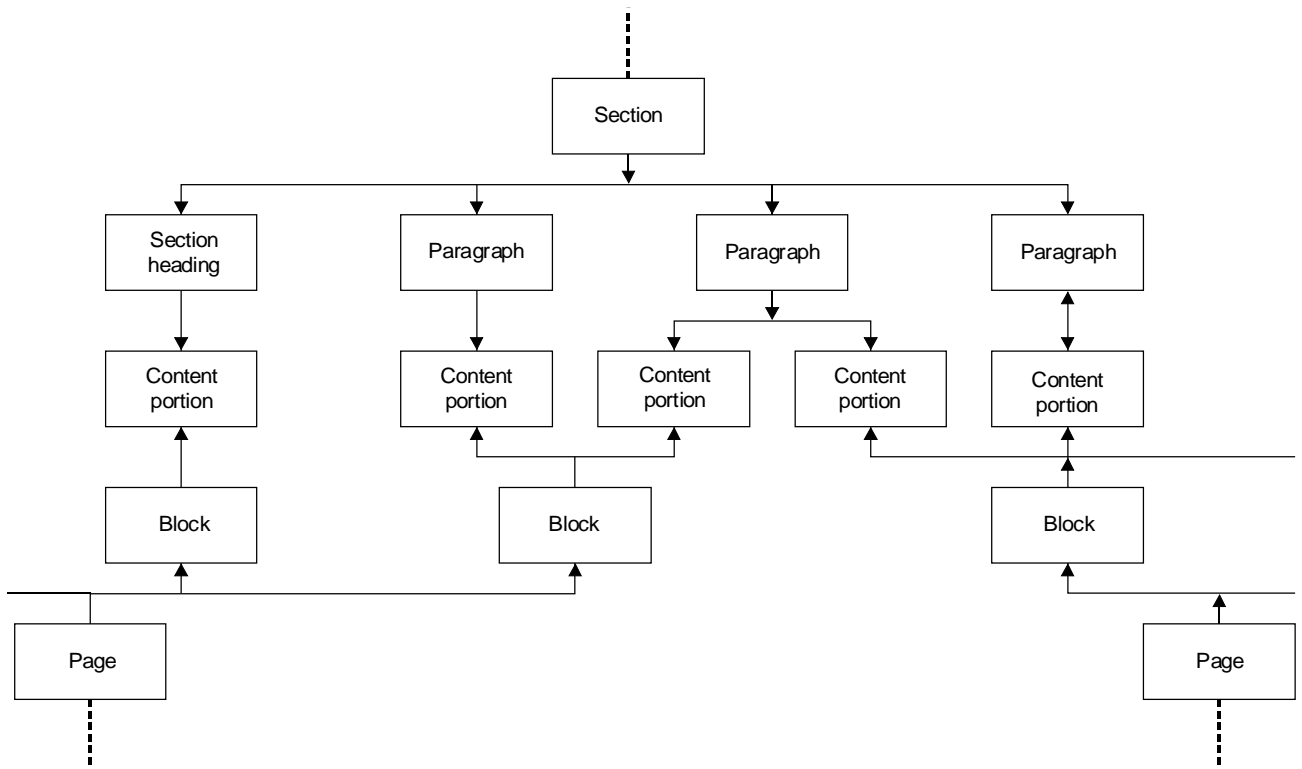 Section
Section
heading
Paragraph
Paragraph
Paragraph
Content
portion
Content
portion
Content
portion
Content
portion
Content
portion
Block
Block
Block
Page
Page